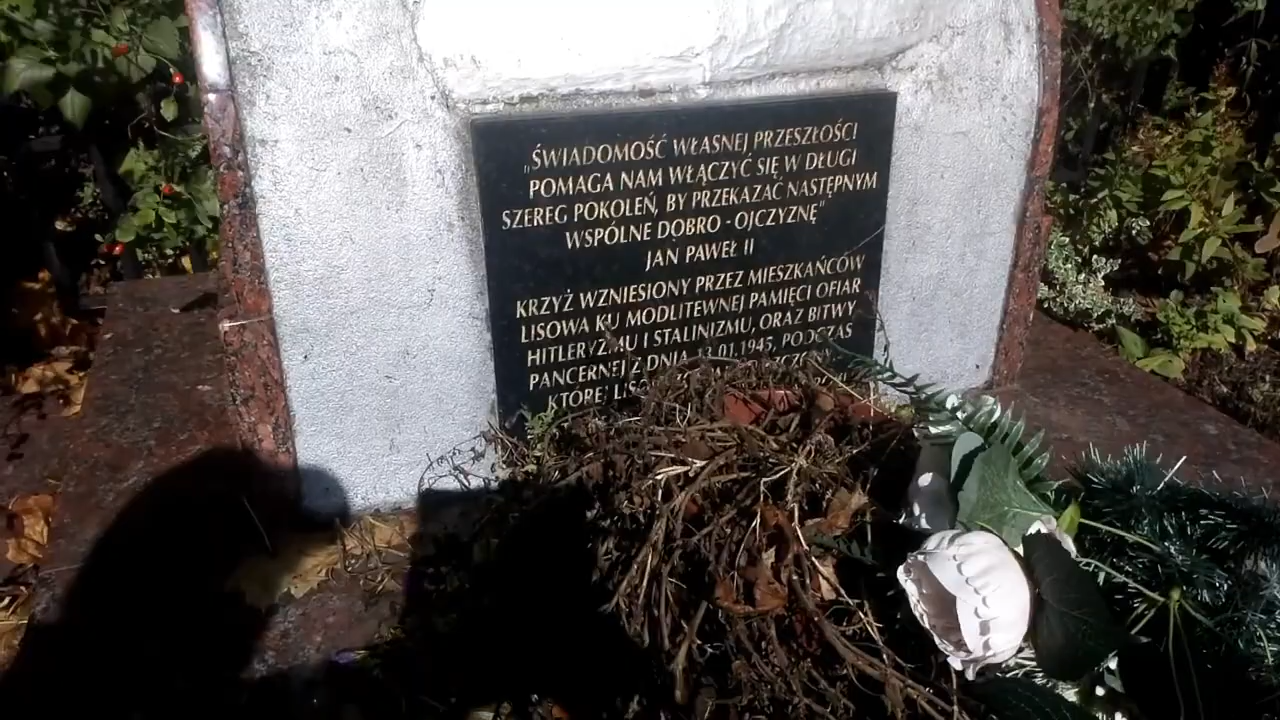 „ŚWIADOMOŚĆ WŁASNEJ PRZESZŁOŚCI
POMAGA NAM WŁĄCZYĆ SIĘ W DŁUGI
SZEREG POKOLEŃ, BY PRZEKAZAĆ NASTĘPNYM
WSPÓLNE DOBRO - OJCZYZNĘ”
JAN PAWEŁ II
KRZYŻ WZNIESIONY PRZEZ MIESZKAŃCÓW
LISOWA KU MODLITEWNEJ PAMIĘCI OFIAR
HITLERYZMU I STALINIZMU, ORAZ BITWY
PANCERNEJ Z DNIA 13.01.1945, PODCZAS
KTÓREJ